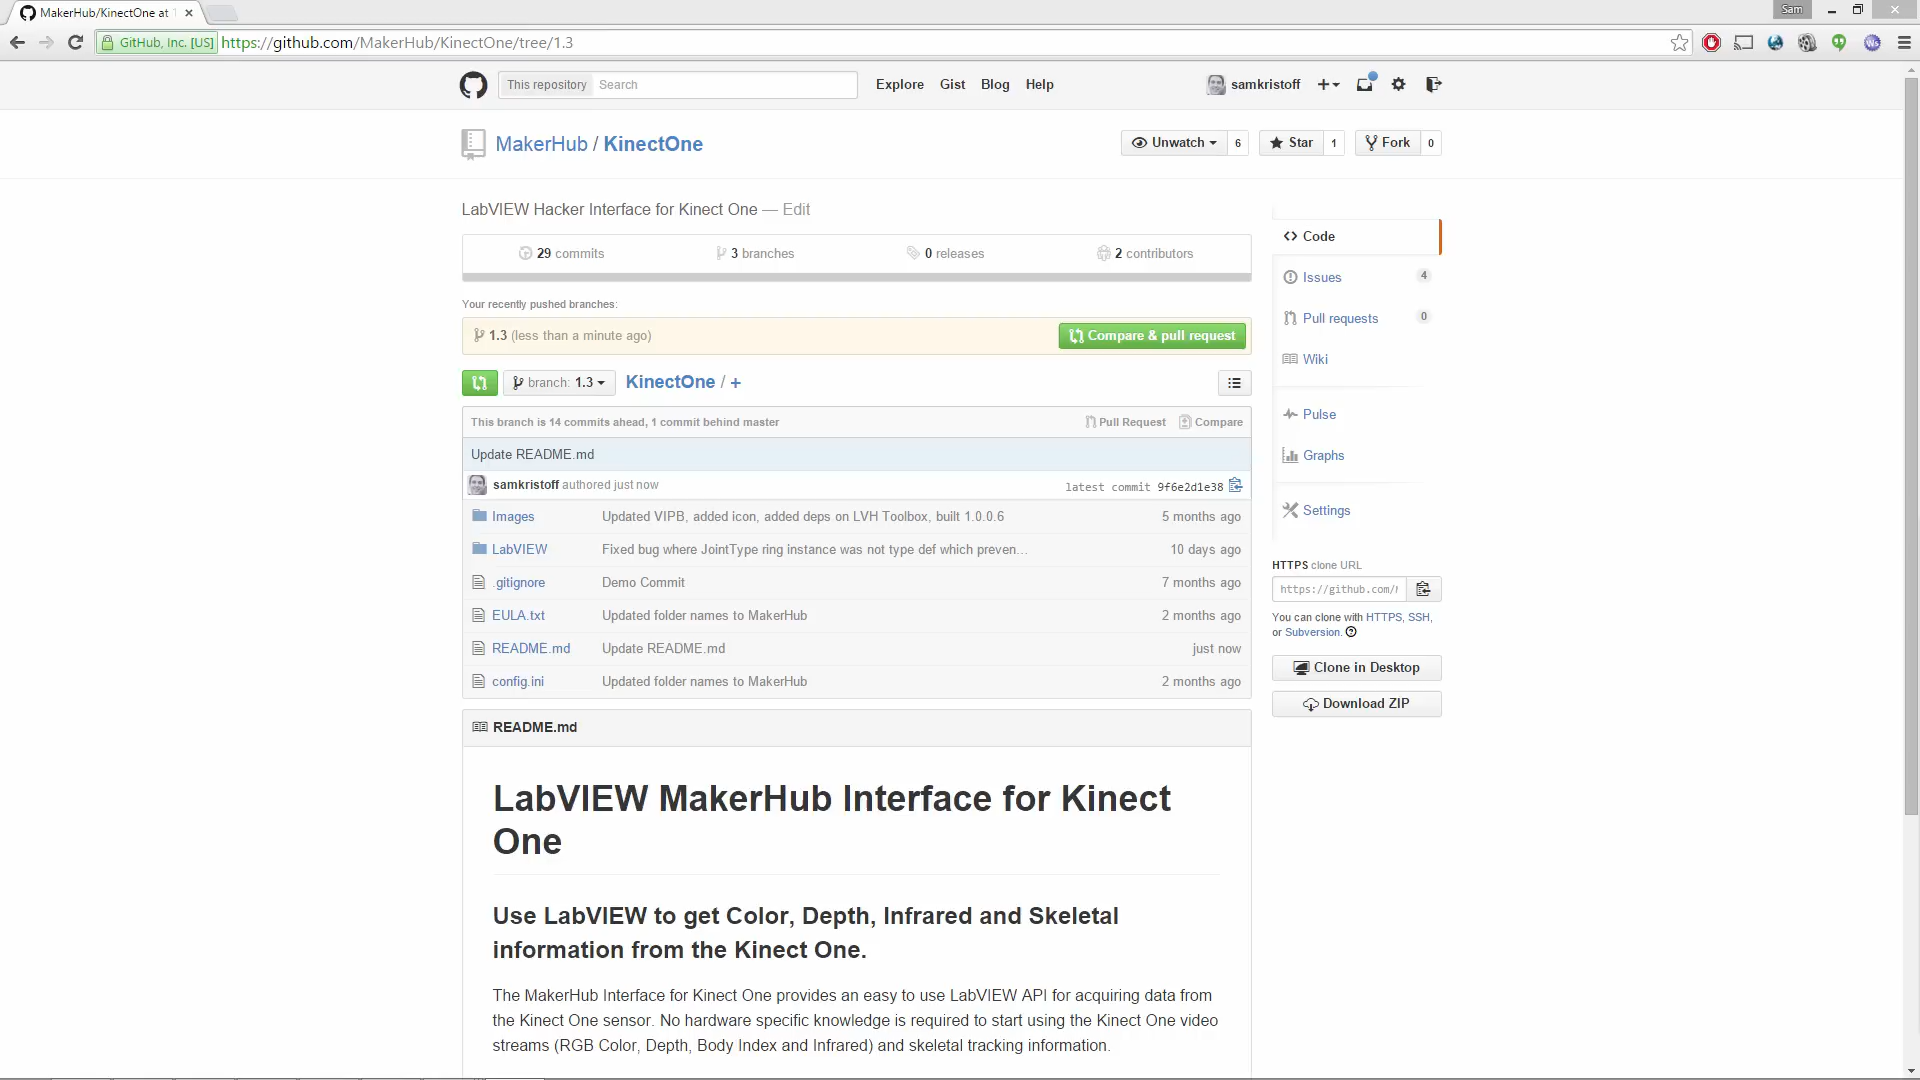 MakerHub/KinectOne at
Sam
GitHub, Inc. [US]
https://github.com/MakerHub/KinectOne/tree/1.3
This repository
Search
Explore
Gist
Blog
Help
samkristoff
MakerHub / KinectOne
Unwatch
6
Star
1
Fork
0
LabVIEW Hacker Interface for Kinect One — Edit
29 commits
3 branches
0 releases
2 contributors
Your recently pushed branches:
1.3 (less than a minute ago)
Compare & pull request
branch: 1.3
KinectOne / +
This branch is 14 commits ahead, 1 commit behind master
Pull Request
Compare
Update README.md
samkristoff authored just now
latest commit 9f6e2d1e38
Images
Updated VIPB, added icon, added deps on LVH Toolbox, built 1.0.0.6
5 months ago
LabVIEW
Fixed bug where JointType ring instance was not type def which preven…
10 days ago
.gitignore
Demo Commit
7 months ago
EULA.txt
Updated folder names to MakerHub
2 months ago
README.md
Update README.md
just now
config.ini
Updated folder names to MakerHub
2 months ago
README.md
LabVIEW MakerHub Interface for Kinect
One
Use LabVIEW to get Color, Depth, Infrared and Skeletal
information from the Kinect One.
The MakerHub Interface for Kinect One provides an easy to use LabVIEW API for acquiring data from
the Kinect One sensor. No hardware specific knowledge is required to start using the Kinect One video
streams (RGB Color, Depth, Body Index and Infrared) and skeletal tracking information.
Code
Issues
4
Pull requests
0
Wiki
Pulse
Graphs
Settings
HTTPS clone URL
https://github.com/
You can clone with HTTPS, SSH,
or Subversion.
Clone in Desktop
Download ZIP